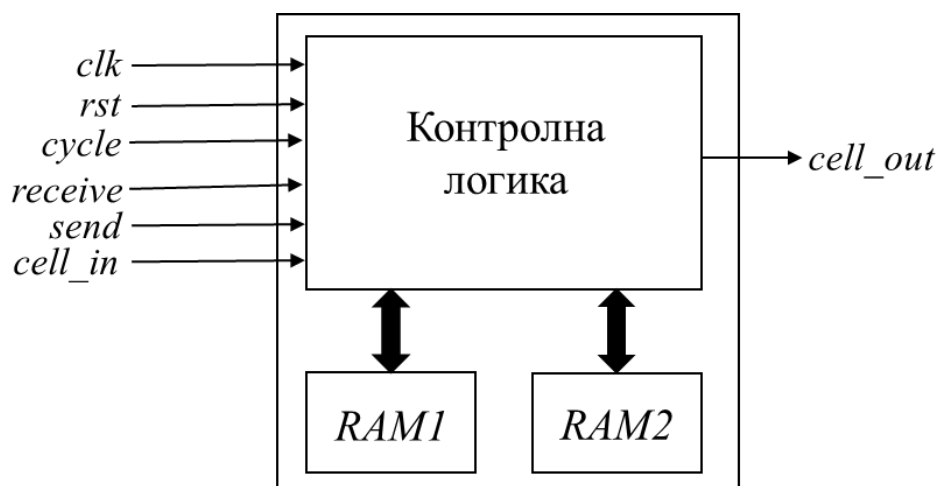 clk
rst
cycle
receive
send
cell_in
Контролна
логика
cell_out
RAM1
RAM2